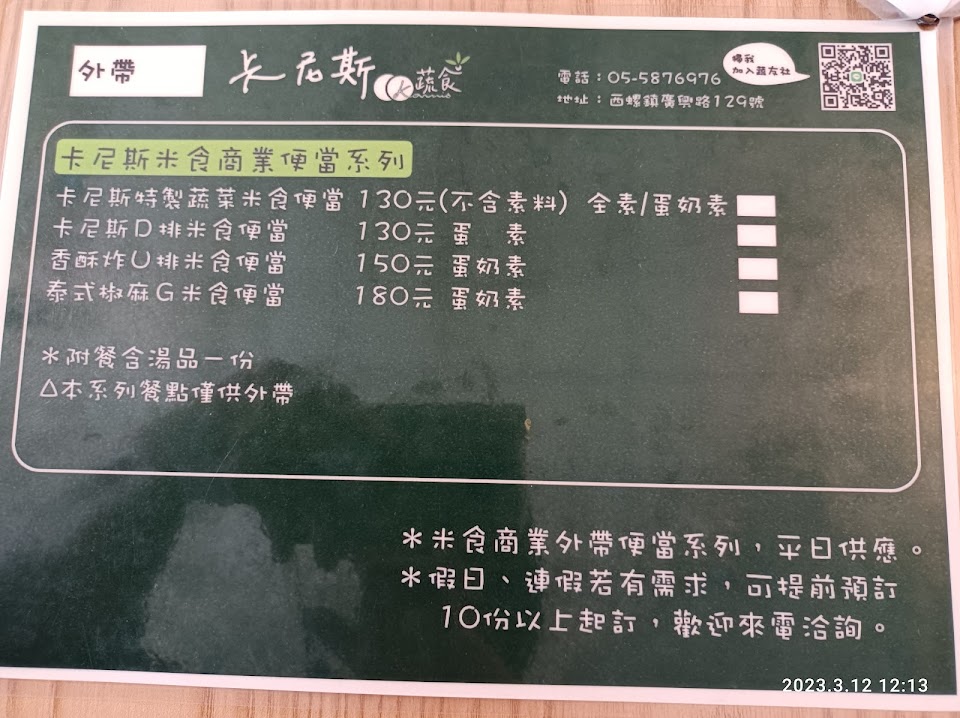 外帶
卡尼斯
蔬食
電話：05-5876976
地址：西螺鎮廣興路129號
掃我
加入蔬友社
卡尼斯米食商業便當系列
卡尼斯特製蔬菜米食便當 130元(不含素料) 全素/蛋奶素
卡尼斯D排米食便當 130元 蛋 素
香酥炸U排米食便當 150元 蛋奶素
泰式椒麻G米食便當 180元 蛋奶素
＊附餐含湯品一份
△本系列餐點僅供外帶
＊米食商業外帶便當系列，平日供應。
＊假日、連假若有需求，可提前預訂
10份以上起訂，歡迎來電洽詢。
2023.3.12 12:13